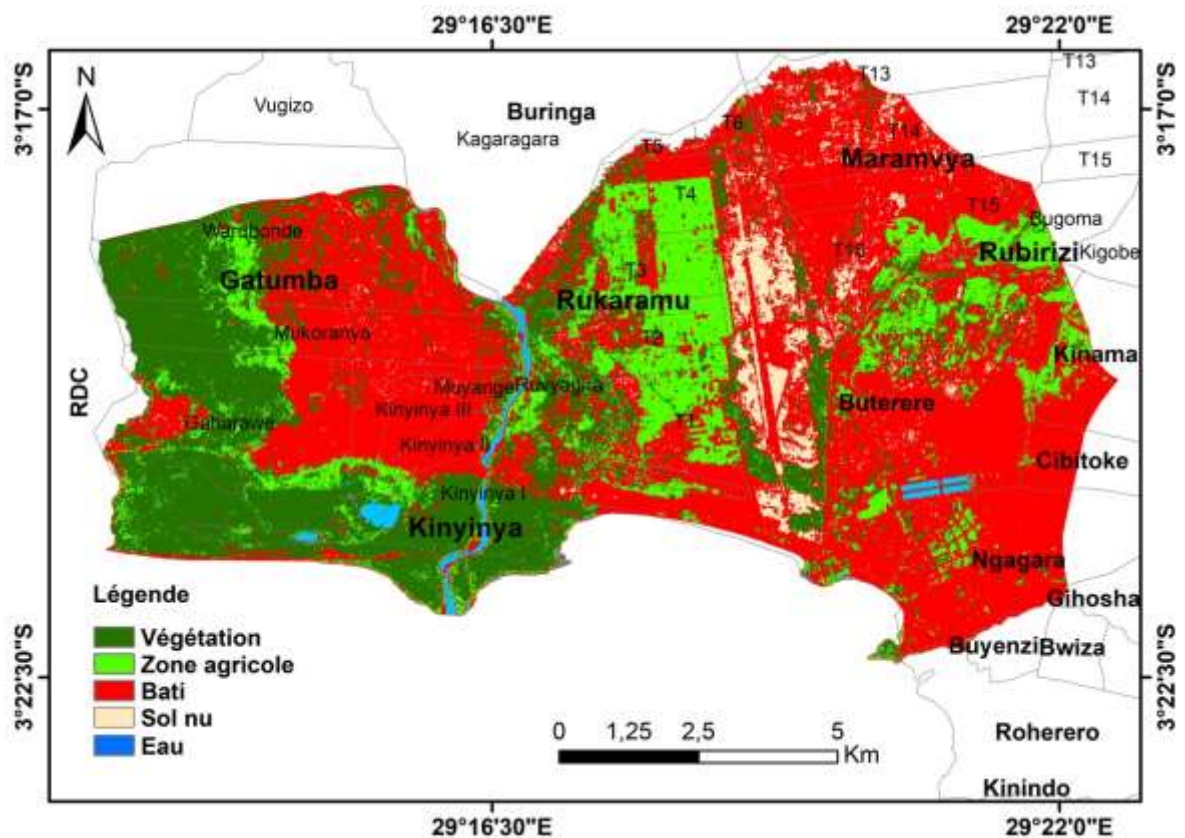 29°16'30"E
29°22'0"E
3°17'0"S
3°17'0"S
N
Vugizo
Buringa
Kagaragara
T13
T13
T14
T14
T15
T15
T6
T5
T4
T3
T2
T1
T16
Maramvya
Bugoma
Rubirizi
Kigobe
Warubonde
Gatumba
Rukaramu
Mukoranya
RDC
Kinama
Muyange
Kinyinya III
Buterere
Gaharawe
Kinyinya II
Cibitoke
Kinyinya I
Kinyinya
Ngagara
Gihosha
Buyenzi
Bwiza
Roherero
Kinindo
Légende
Végétation
Zone agricole
Bati
Sol nu
Eau
0 1,25 2,5 5
Km
3°22'30"S
3°22'30"S
29°16'30"E
29°22'0"E